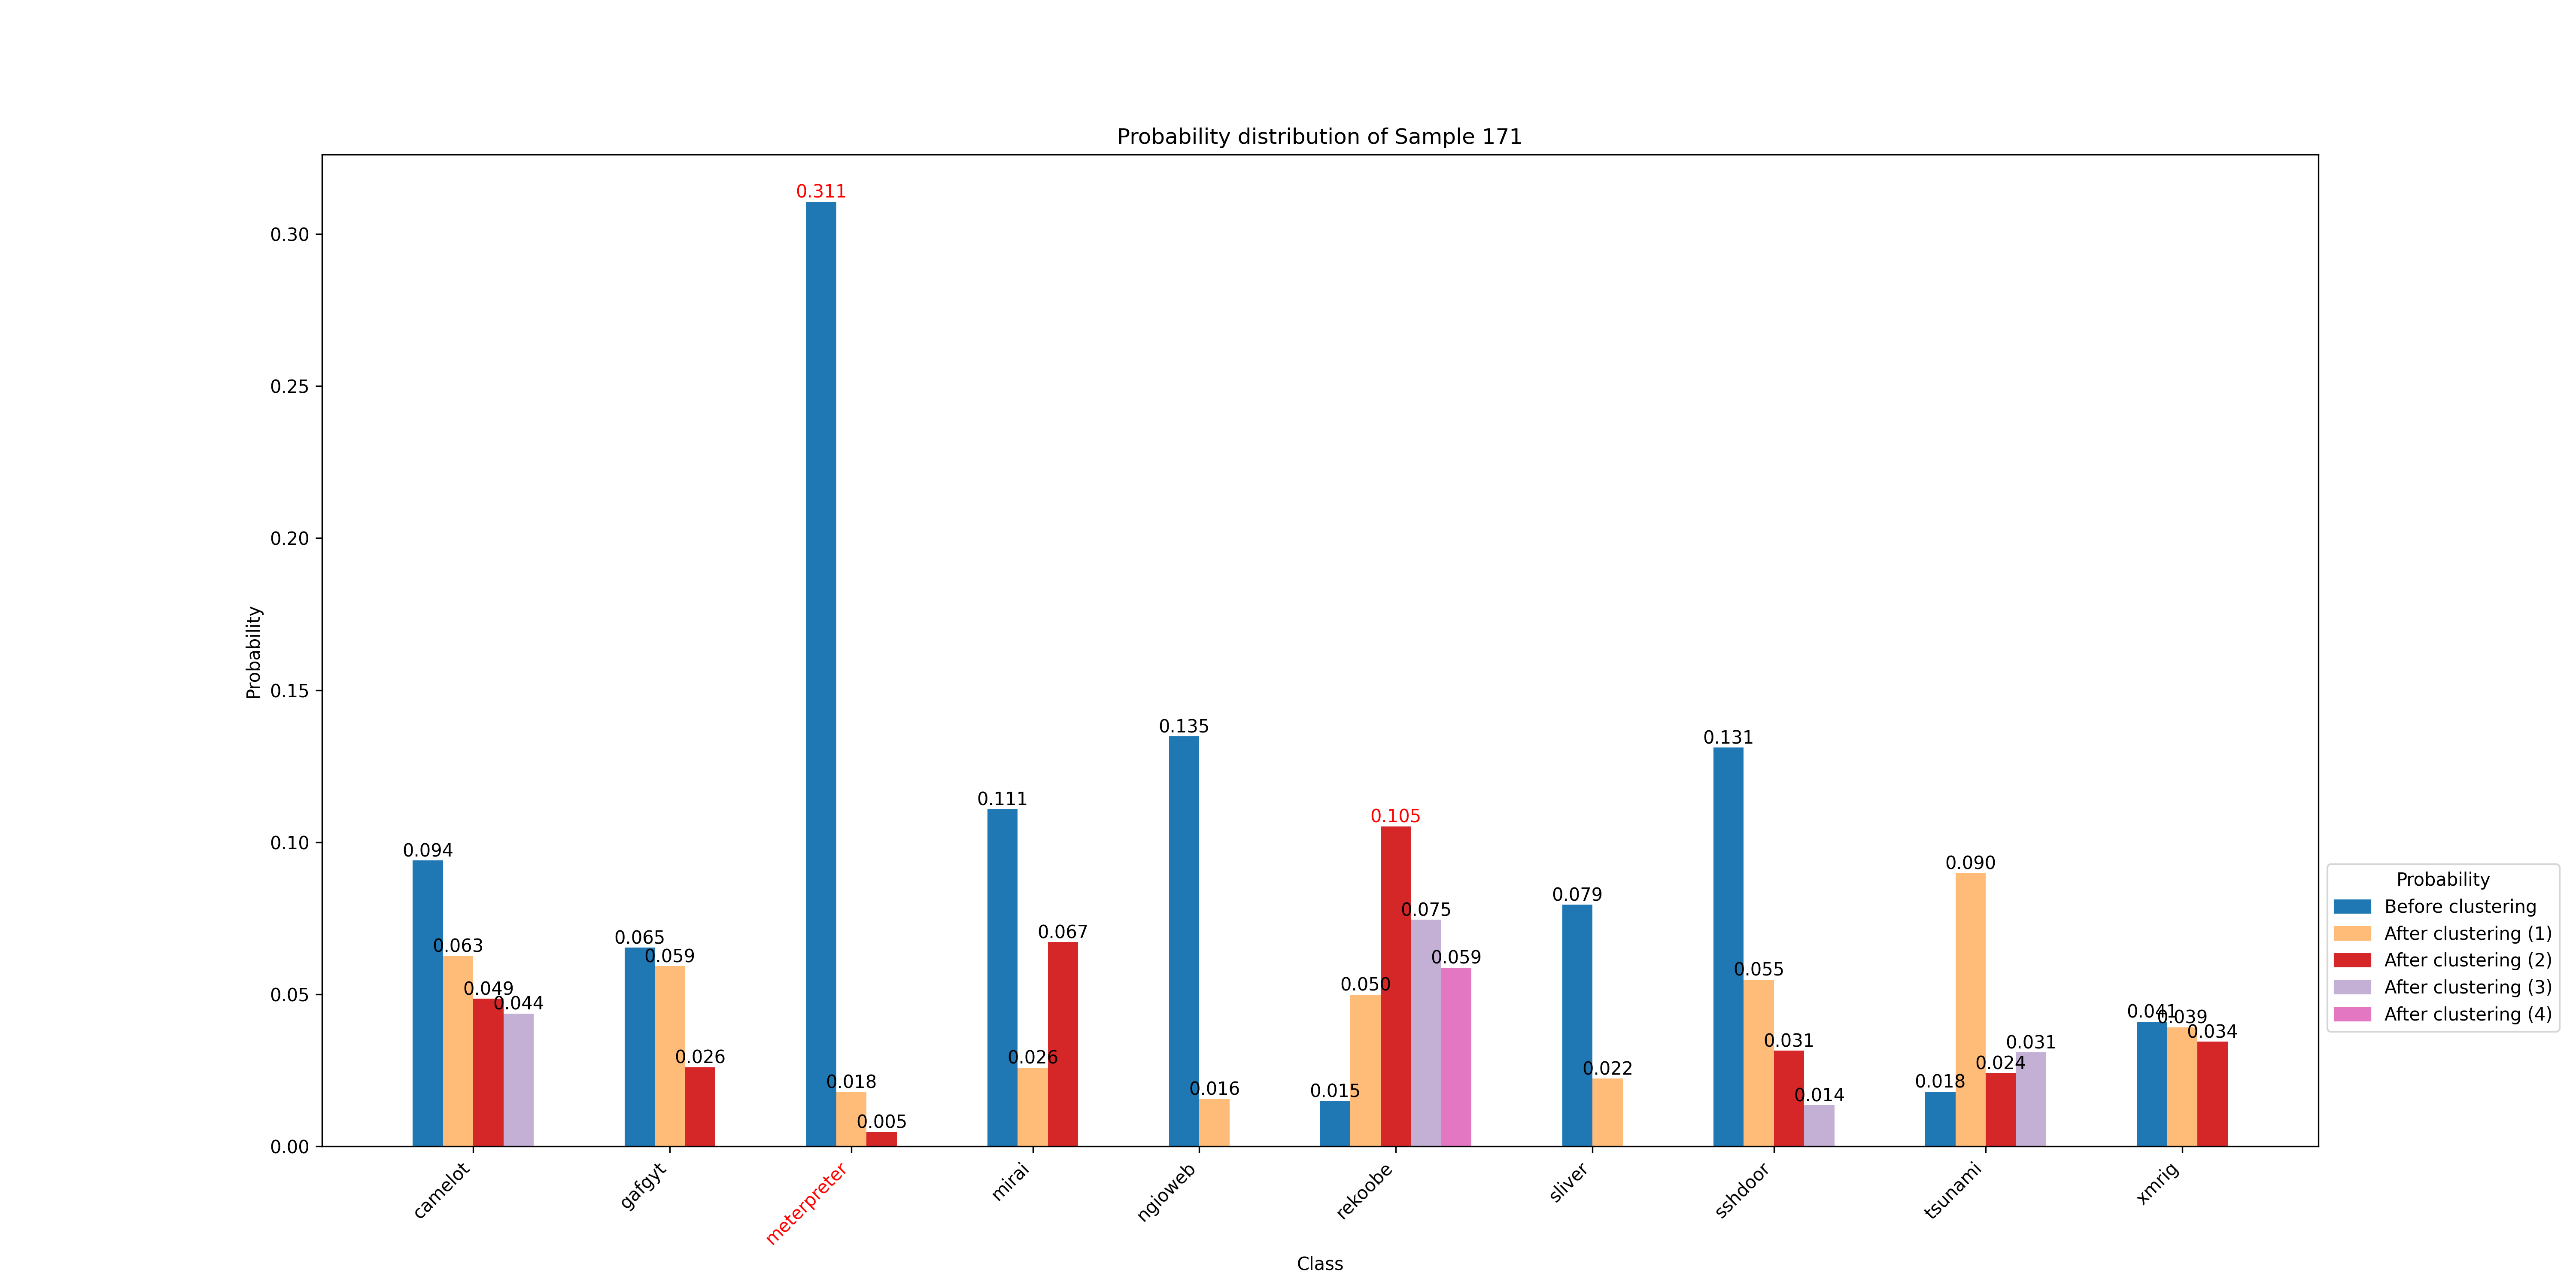 Probability distribution of Sample 171
Probability
0.30
0.25
0.20
0.15
0.10
0.05
0.00
0.094
0.063
0.049
0.044
0.065
0.059
0.026
0.311
0.018
0.005
0.111
0.026
0.067
0.135
0.016
0.015
0.050
0.105
0.075
0.059
0.079
0.022
0.131
0.055
0.031
0.014
0.018
0.090
0.024
0.031
0.041
0.039
0.034
camelot
gafgyt
meterpreter
mirai
ngioweb
rekoobe
sliver
sshdoor
tsunami
xmrig
Class
Probability
Before clustering
After clustering (1)
After clustering (2)
After clustering (3)
After clustering (4)